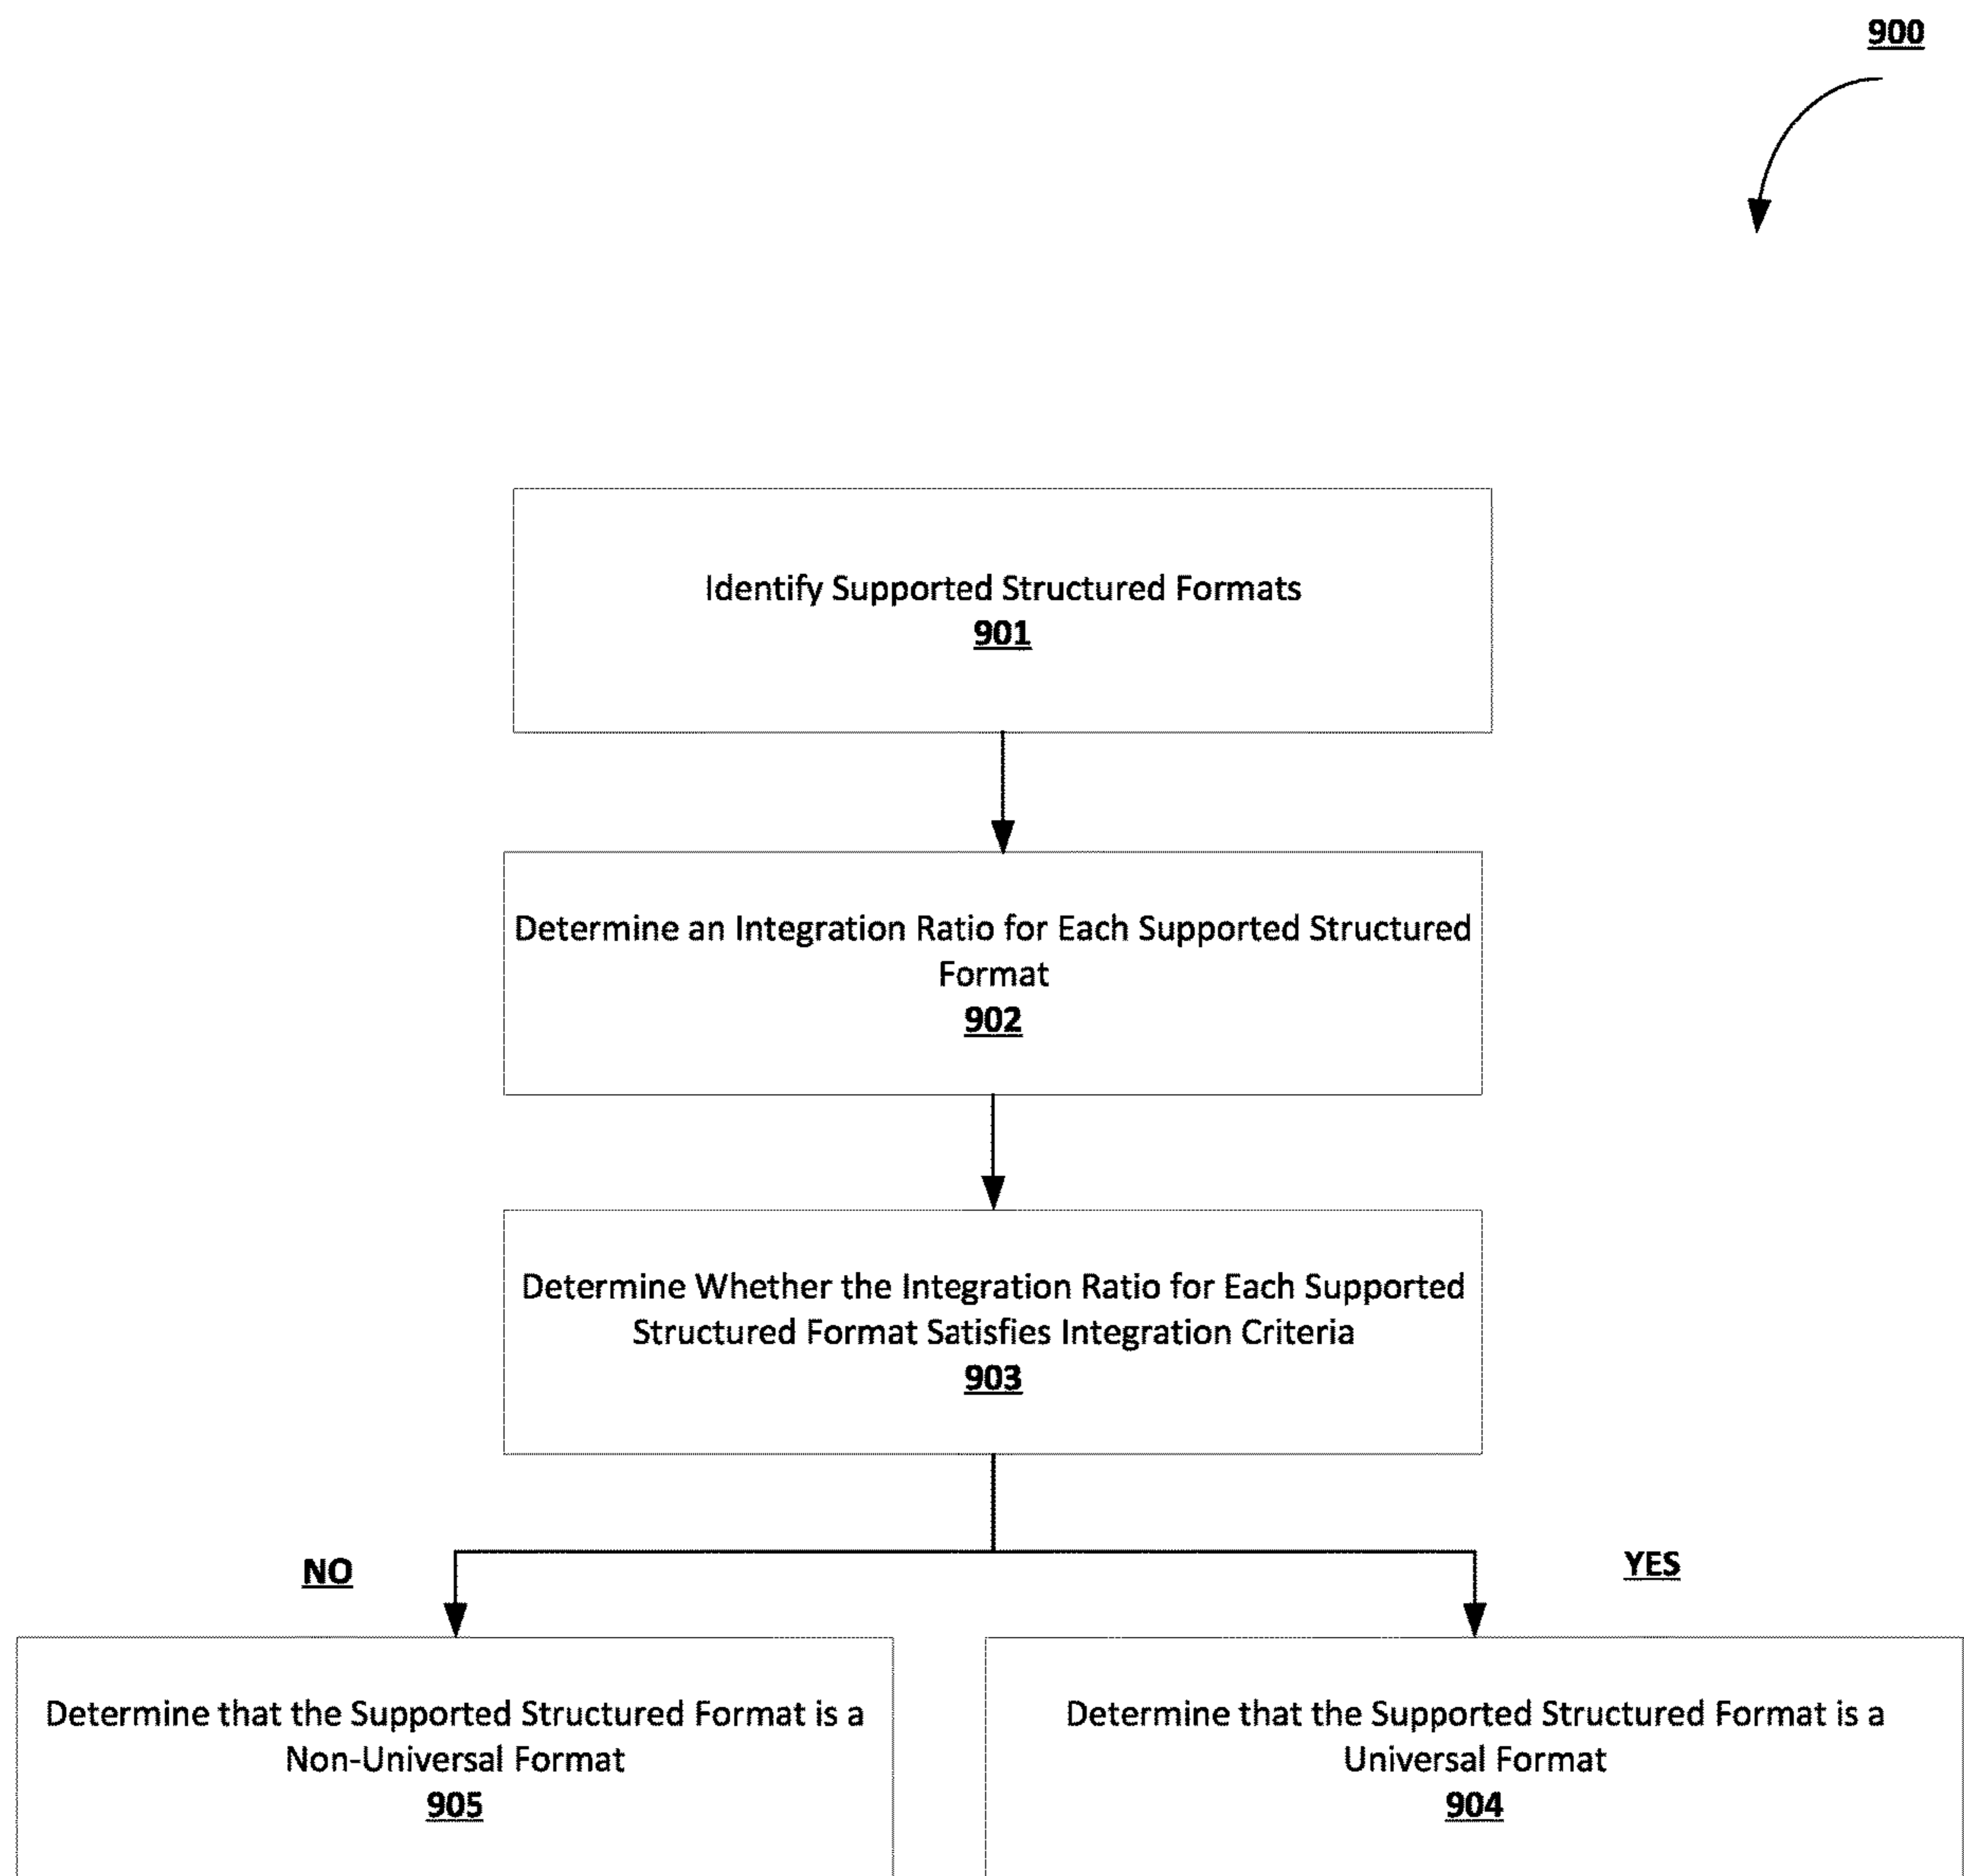 900
Identify Supported Structured Formats
901
Determine an Integration Ratio for Each Supported Structured
Format
902
Determine Whether the Integration Ratio for Each Supported
Structured Format Satisfies Integration Criteria
903
NO
YES
Determine that the Supported Structured Format is a
Non-Universal Format
905
Determine that the Supported Structured Format is a
Universal Format
904